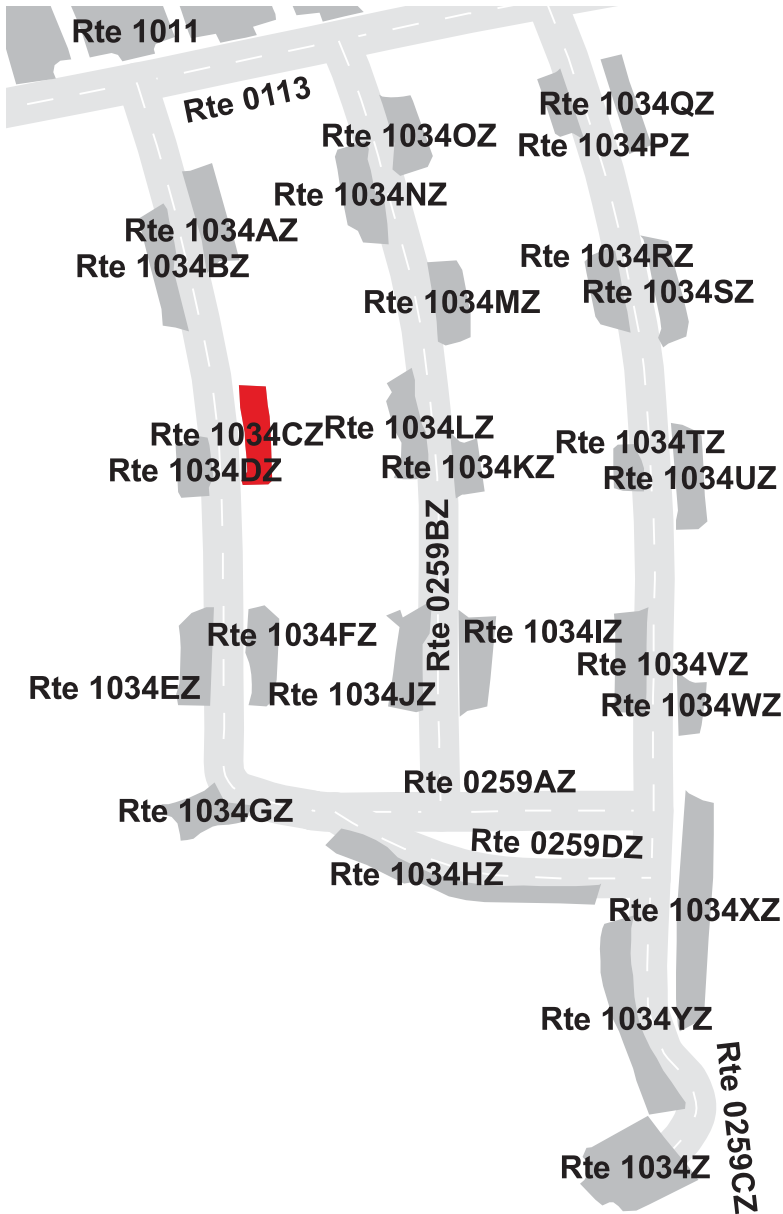 Rte 1011
Rte 0113
Rte 1034QZ
Rte 1034OZ
Rte 1034PZ
Rte 1034NZ
Rte 1034AZ
Rte 1034BZ
Rte 1034RZ
Rte 1034SZ
Rte 1034MZ
Rte 1034CZ
Rte 1034LZ
Rte 1034TZ
Rte 1034DZ
Rte 1034KZ
Rte 1034UZ
Rte 0259BZ
Rte 1034FZ
Rte 1034IZ
Rte 1034VZ
Rte 1034EZ
Rte 1034JZ
Rte 1034WZ
Rte 0259AZ
Rte 1034GZ
Rte 0259DZ
Rte 1034HZ
Rte 1034XZ
Rte 1034YZ
Rte 0259CZ
Rte 1034Z